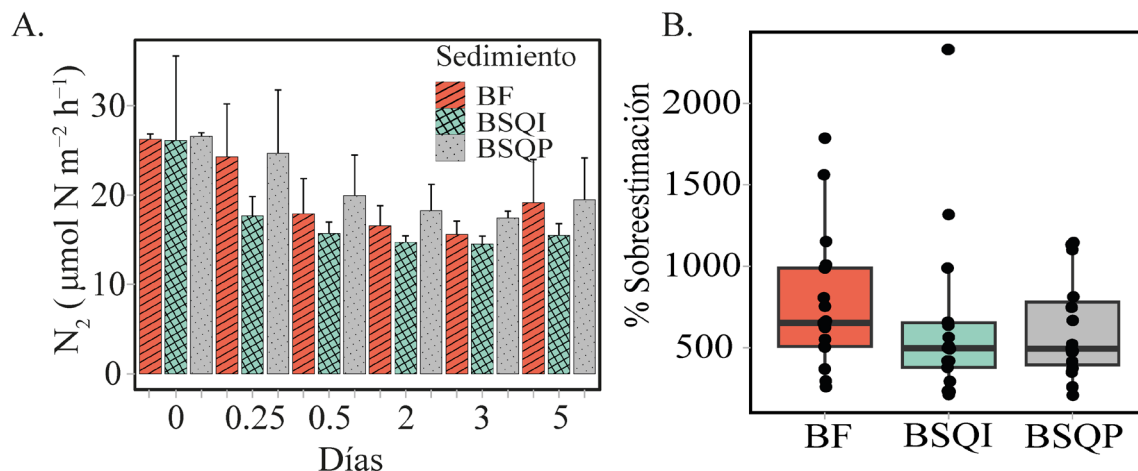 A.
N₂ ( µmol N m⁻² h⁻¹)
30
20
10
0
Sedimiento
BF
BSQI
BSQP
0 0.25 0.5 2 3 5
Días
B.
% Sobreestimación
2000
1500
1000
500
BF BSQI BSQP